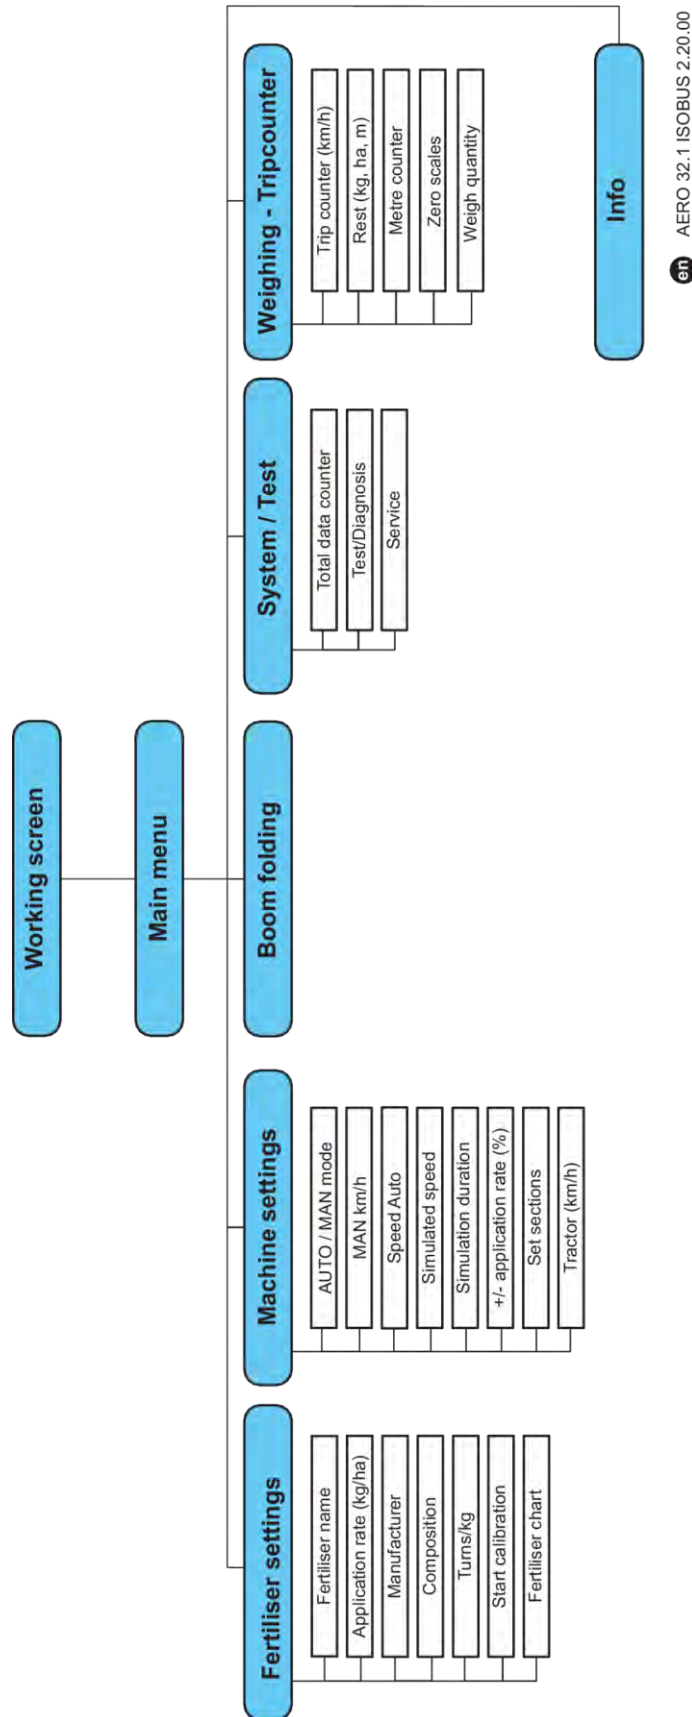 Working screen
Main menu
Fertiliser settings
Fertiliser name
Application rate (kg/ha)
Manufacturer
Composition
Turns/kg
Start calibration
Fertiliser chart
Machine settings
AUTO / MAN mode
MAN km/h
Speed Auto
Simulated speed
Simulation duration
+/- application rate (%)
Set sections
Tractor (km/h)
Boom folding
System / Test
Total data counter
Test/Diagnosis
Service
Weighing - Tripcounter
Trip counter (km/h)
Rest (kg, ha, m)
Metre counter
Zero scales
Weigh quantity
Info
en AERO 32.1 ISOBUS 2.20.00